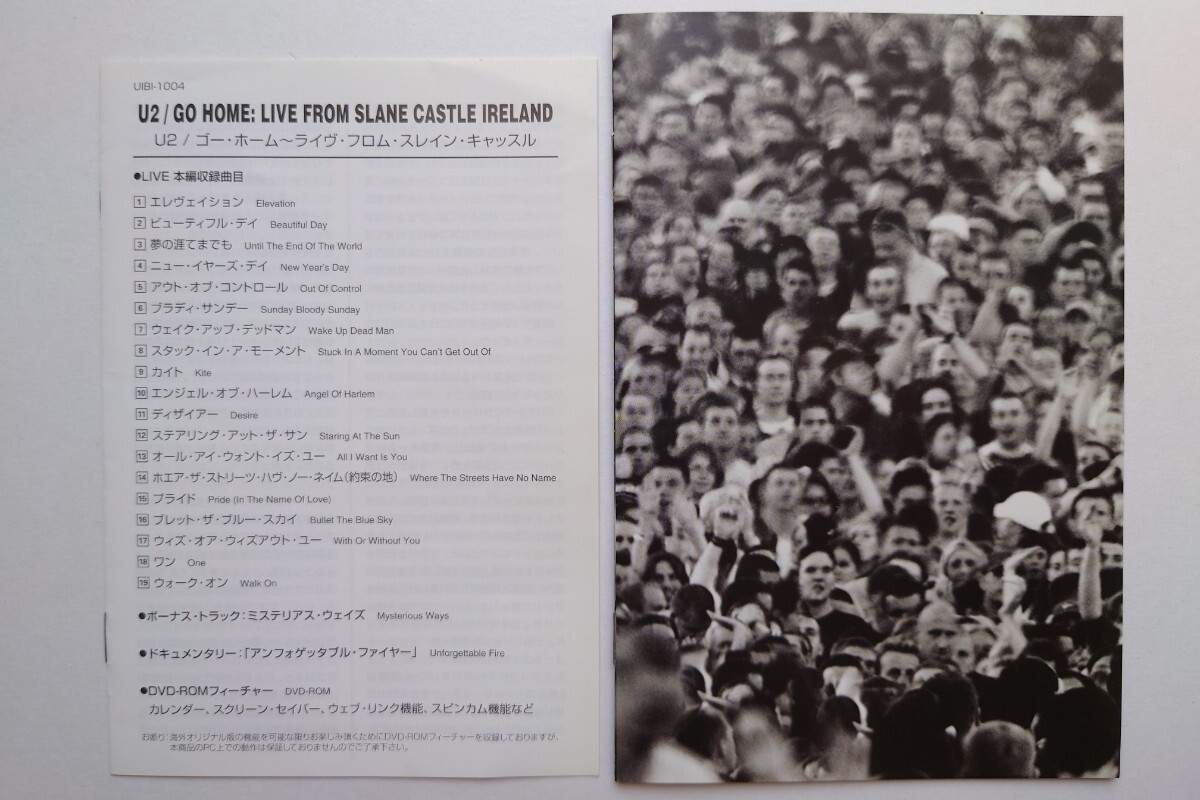 UIBI-1004
U2 / GO HOME: LIVE FROM SLANE CASTLE IRELAND
U2 / ゴー・ホーム〜ライヴ・フロム・スレイン・キャッスル
●LIVE 本編収録曲目
1 エレヴェイション Elevation
2 ビューティフル・デイ Beautiful Day
3 夢の涯てまでも Until The End Of The World
4 ニュー・イヤーズ・デイ New Year's Day
5 アウト・オブ・コントロール Out Of Control
6 ブラディ・サンデー Sunday Bloody Sunday
7 ウェイク・アップ・デッドマン Wake Up Dead Man
8 スタック・イン・ア・モーメント Stuck In A Moment You Can't Get Out Of
9 カイト Kite
10 エンジェル・オブ・ハーレム Angel Of Harlem
11 ディザイアー Desire
12 ステアリング・アット・ザ・サン Staring At The Sun
13 オール・アイ・ウォント・イズ・ユー All I Want Is You
14 ホエア・ザ・ストリーツ・ハヴ・ノー・ネイム(約束の地) Where The Streets Have No Name
15 プライド Pride (In The Name Of Love)
16 ブレット・ザ・ブルー・スカイ Bullet The Blue Sky
17 ウィズ・オア・ウィズアウト・ユー With Or Without You
18 ワン One
19 ウォーク・オン Walk On
●ボーナス・トラック:ミステリアス・ウェイズ Mysterious Ways
●ドキュメンタリー:「アンフォゲッタブル・ファイヤー」 Unforgettable Fire
●DVD-ROMフィーチャー DVD-ROM
カレンダー、スクリーン・セイバー、ウェブ・リンク機能、スピンカム機能など
お断り:海外オリジナル版の機能を可能な限りお楽しみ頂くためにDVD-ROMフィーチャーを収録しておりますが、
本商品のPC上での動作は保証しておりませんのでご了承下さい。